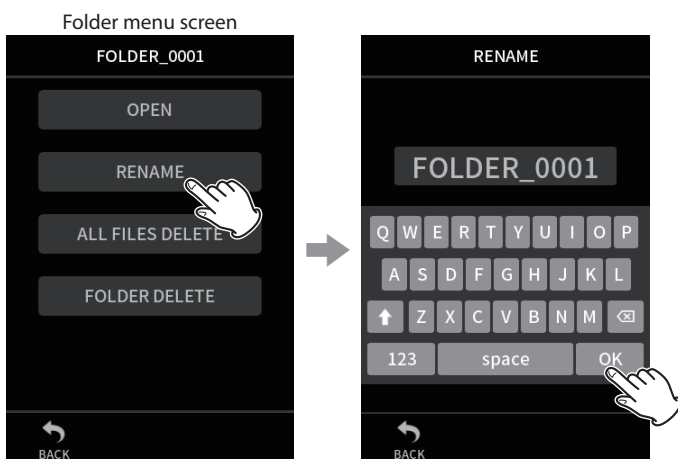 Folder menu screen
FOLDER_0001
OPEN
RENAME
ALL FILES DELETE
FOLDER DELETE
BACK
RENAME
FOLDER_0001
Q W E R T Y U I O P
A S D F G H J K L
Z X C V B N M
123 space OK
BACK